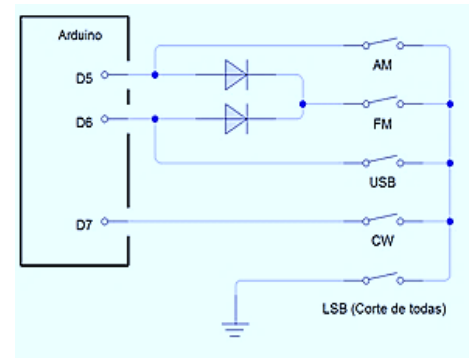 Arduino
D5
AM
D6
FM
USB
D7
CW
LSB (Corte de todas)